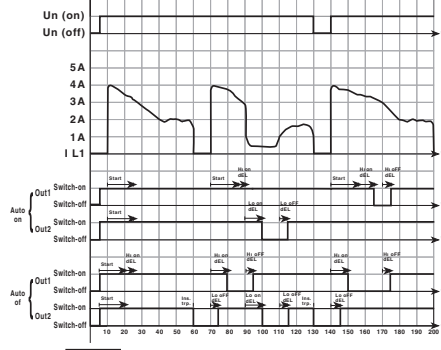 Un (on)
Un (off)
5A
4A
3A
2A
1A
I L1
Auto on
Out1
Switch-on
Switch-off
Out2
Switch-on
Switch-off
Start
Start
Start
Hi on dEL
Start
Hi on dEL
Hi oFF dEL
Lo on dEL
Lo oFF dEL
Auto of
Out1
Switch-on
Switch-off
Out2
Switch-on
Switch-off
Start
Hi on dEL
Hi on dEL
Hi oFF dEL
Hi on dEL
Hi oFF dEL
Start
Ins. trp.
Lo oFF dEL
Lo on dEL
Lo oFF dEL
Ins. trp.
Lo oFF dEL
10 20 30 40 50 60 70 80 90 100 110 120 130 140 150 160 170 180 190 200